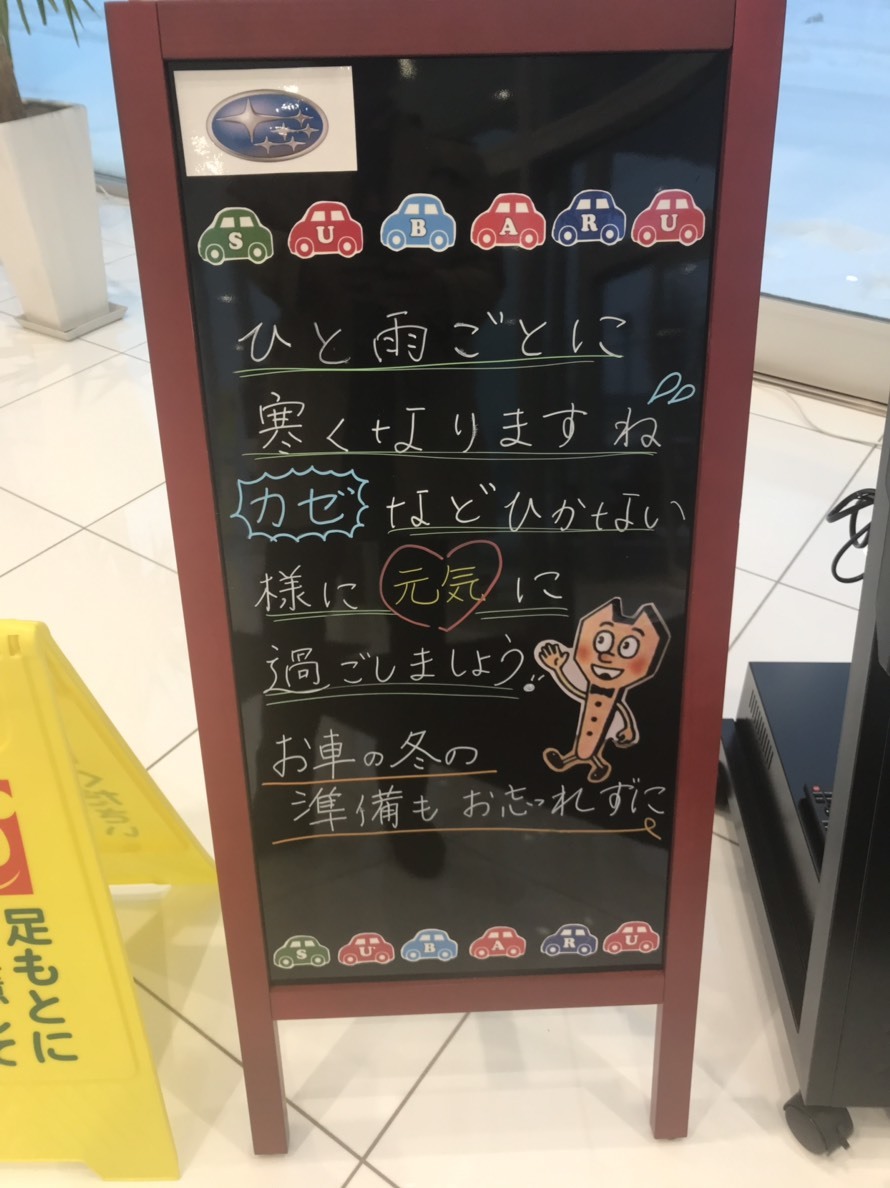 S U B A R U
ひと雨ごとに
寒くなりますね
カゼなどひかない
様に元気に
過ごしましょう
お車の冬の
準備もお忘れずに
S U B A R U
足もとに